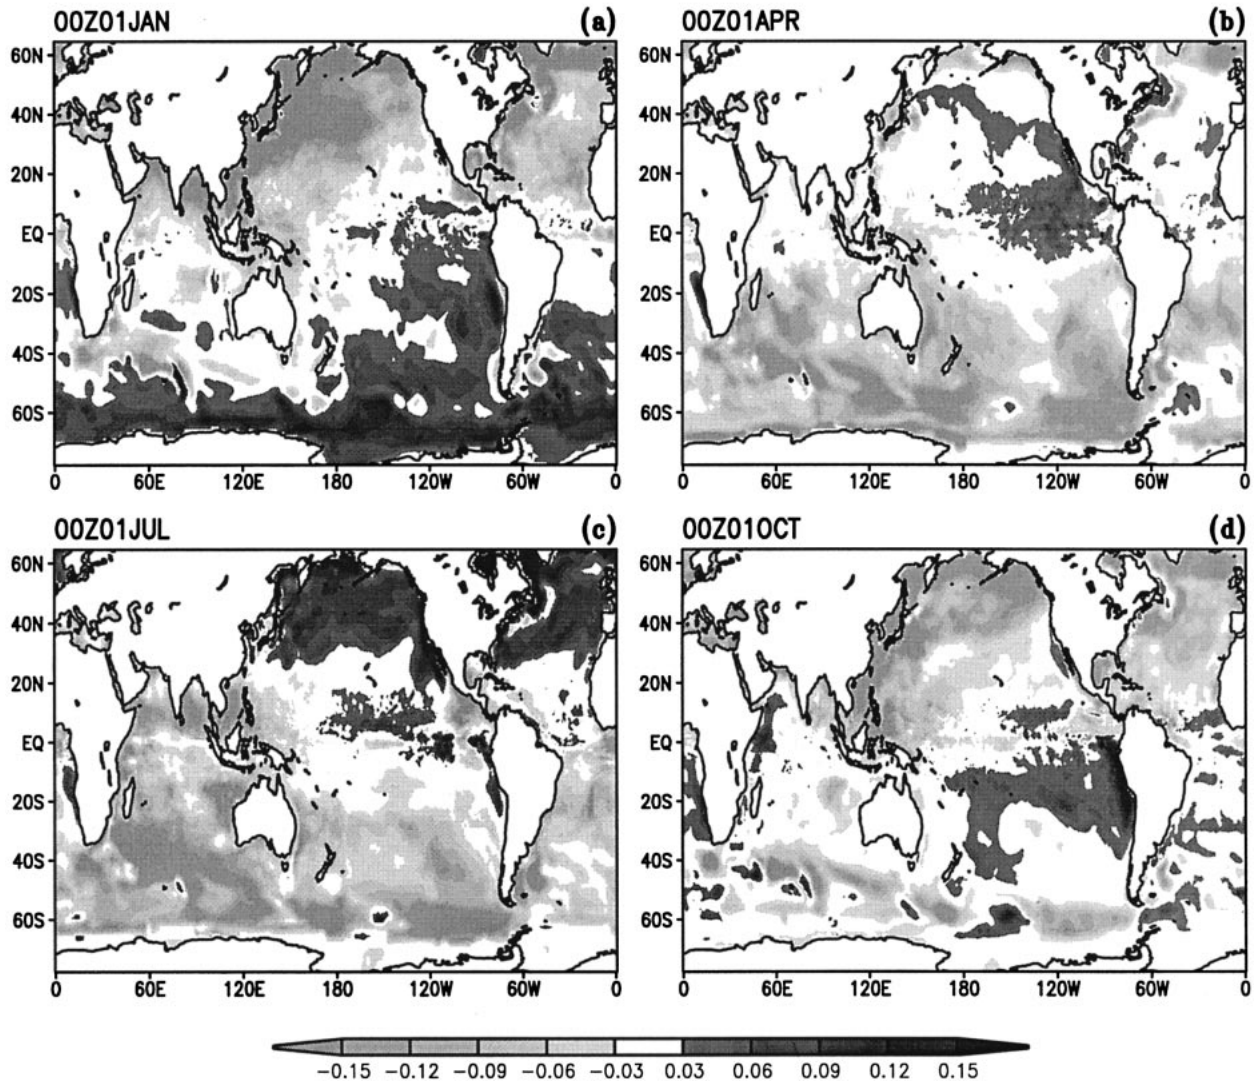 00Z01JAN (a) 00Z01APR (b)
60N 60N
40N 40N
20N 20N
EQ EQ
20S 20S
40S 40S
60S 60S
0 60E 120E 180 120W 60W 0 0 60E 120E 180 120W 60W 0
00Z01JUL (c) 00Z01OCT (d)
60N 60N
40N 40N
20N 20N
EQ EQ
20S 20S
40S 40S
60S 60S
0 60E 120E 180 120W 60W 0 0 60E 120E 180 120W 60W 0
-0.15 -0.12 -0.09 -0.06 -0.03 0.03 0.06 0.09 0.12 0.15